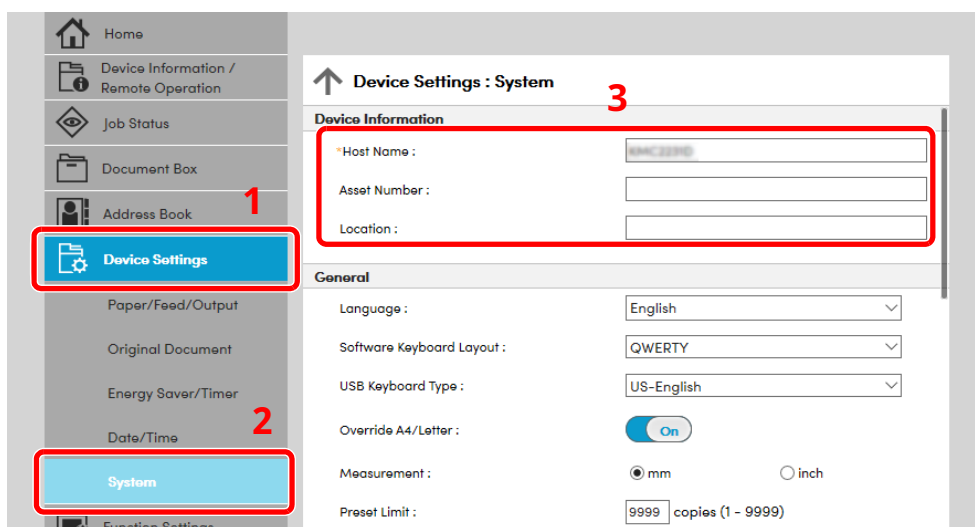 Home
Device Information /
Remote Operation
Job Status
Document Box
Address Book
1
Device Settings
Paper/Feed/Output
Original Document
Energy Saver/Timer
Date/Time
2
System
Function Settings
Device Settings : System
3
Device Information
*Host Name :
Asset Number :
Location :
General
Language : English
Software Keyboard Layout : QWERTY
USB Keyboard Type : US-English
Override A4/Letter : On
Measurement : mm inch
Preset Limit : 9999 copies (1 - 9999)